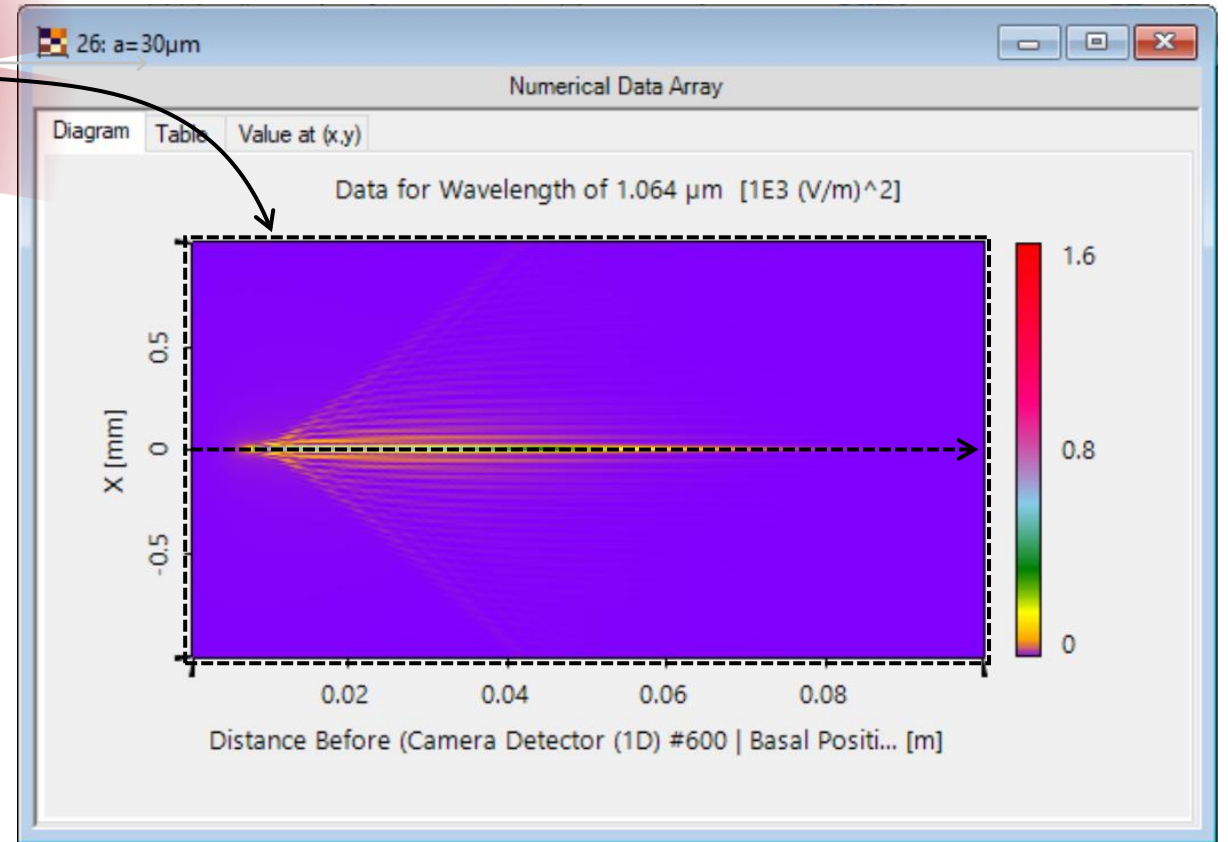 26: a=30µm
Numerical Data Array
Diagram Table Value at (x,y)
Data for Wavelength of 1.064 µm [1E3 (V/m)^2]
1.6
0.8
0
0.5
0
-0.5
X [mm]
0.02 0.04 0.06 0.08
Distance Before (Camera Detector (1D) #600 | Basal Positi... [m]